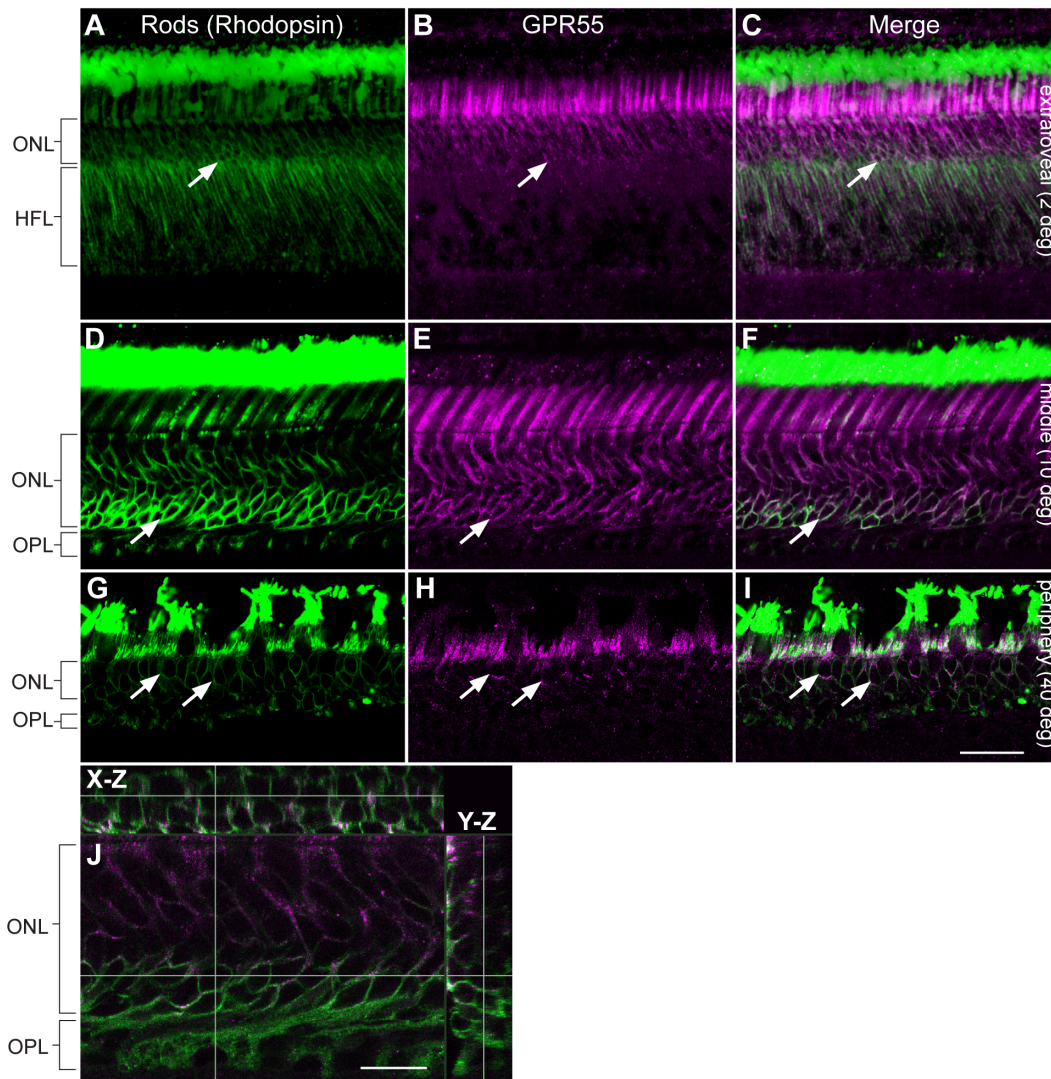 A Rods (Rhodopsin)
B GPR55
C Merge
ONL
HFL
extrafoveal (2 deg)
D
E
F
ONL
OPL
middle (10 deg)
G
H
I
ONL
OPL
periphery (40 deg)
X-Z
Y-Z
J
ONL
OPL